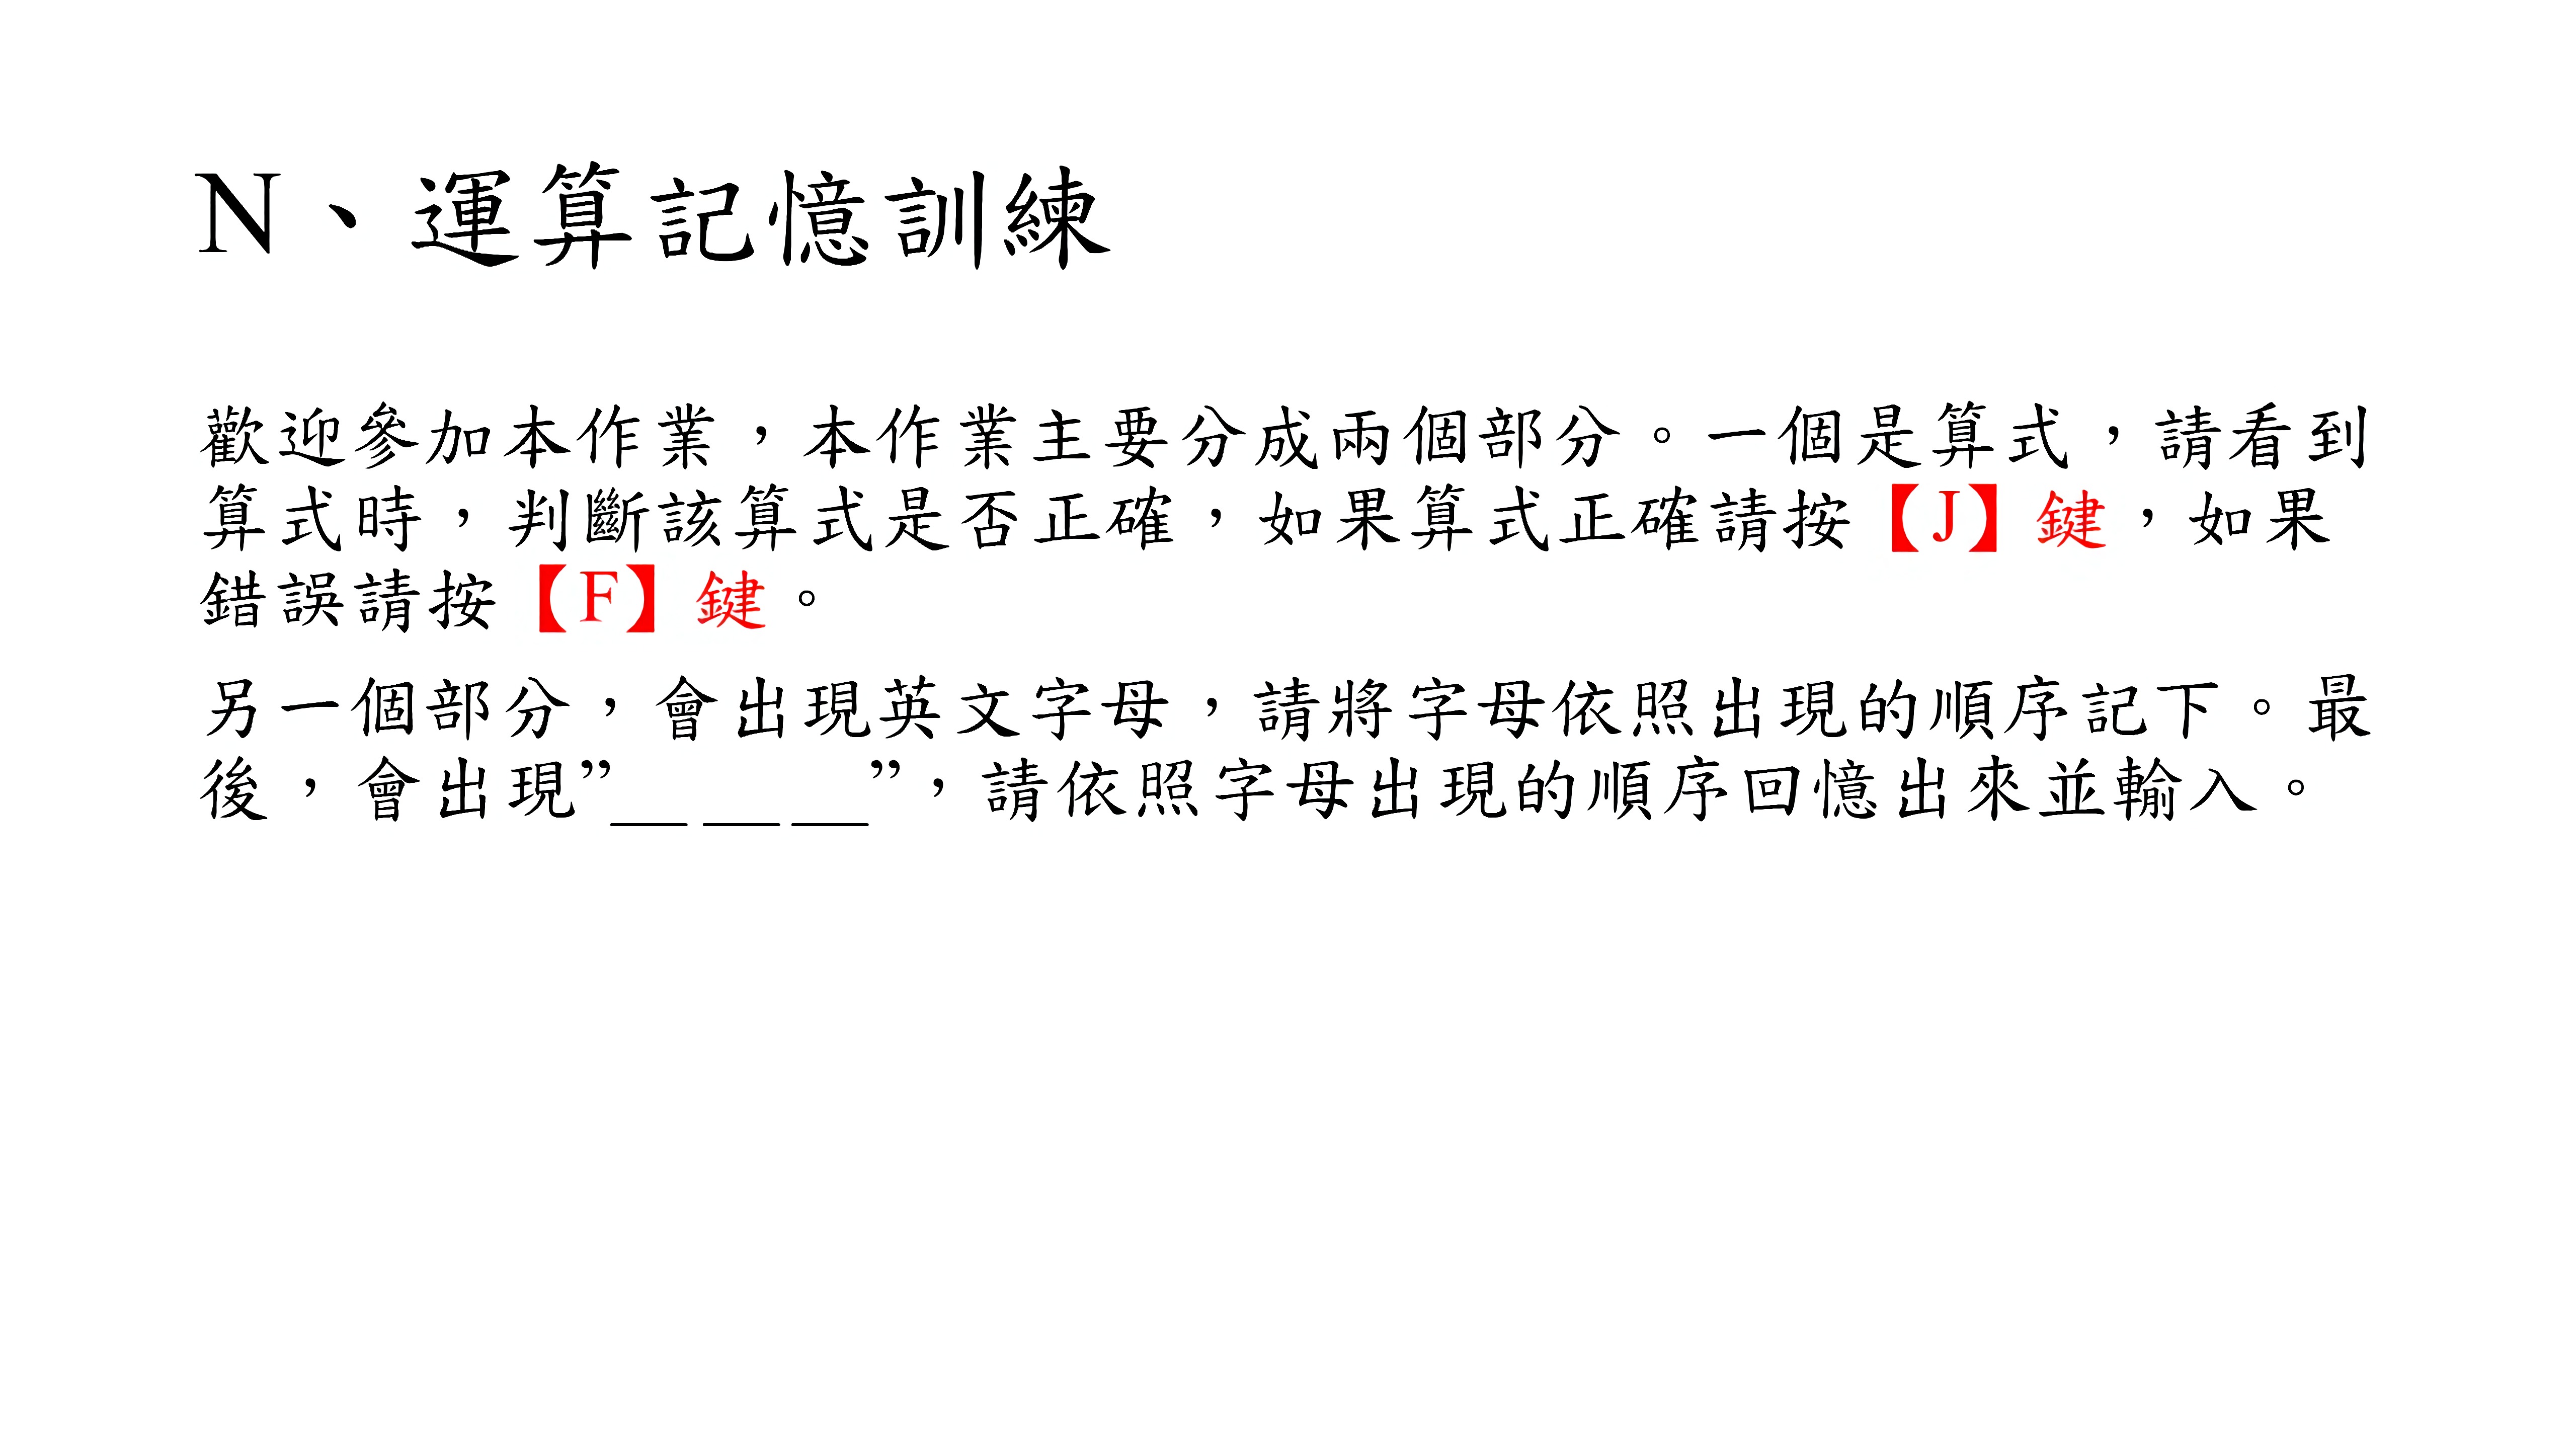 N、運算記憶訓練
歡迎參加本作業，本作業主要分成兩個部分。一個是算式，請看到
算式時，判斷該算式是否正確，如果算式正確請按【J】鍵，如果
錯誤請按【F】鍵。
另一個部分，會出現英文字母，請將字母依照出現的順序記下。最
後，會出現”__ __ __”，請依照字母出現的順序回憶出來並輸入。